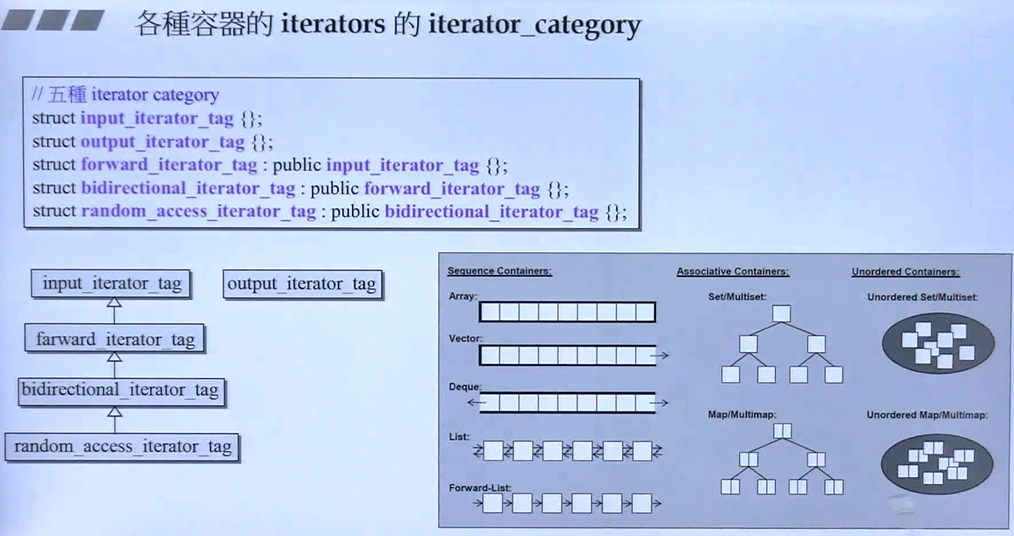 各種容器的 iterators 的 iterator_category
// 五種 iterator category
struct input_iterator_tag {};
struct output_iterator_tag {};
struct forward_iterator_tag : public input_iterator_tag {};
struct bidirectional_iterator_tag : public forward_iterator_tag {};
struct random_access_iterator_tag : public bidirectional_iterator_tag {};
input_iterator_tag
output_iterator_tag
farward_iterator_tag
bidirectional_iterator_tag
random_access_iterator_tag
Sequence Containers:
Array:
Vector:
Deque:
List:
Forward-List:
Associative Containers:
Set/Multiset:
Map/Multimap:
Unordered Containers:
Unordered Set/Multiset:
Unordered Map/Multimap: